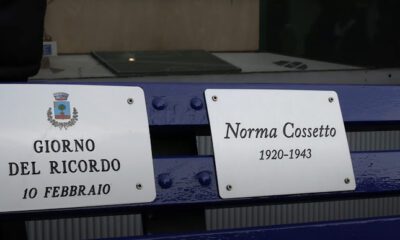 GIORNO
DEL RICORDO
10 FEBBRAIO
Norma Cossetto
1920-1943